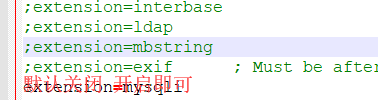 ;extension=interbase
;extension=ldap
;extension=mbstring
;extension=exif      ; Must be after
默认关闭 开启即可
extension=mysqli